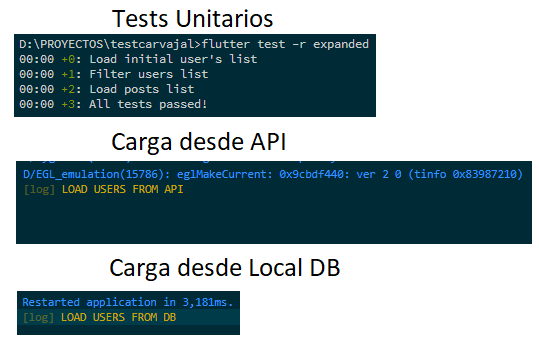 Tests Unitarios
D:\PROYECTOS\testcarvajal>flutter test -r expanded
00:00 +0: Load initial user's list
00:00 +1: Filter users list
00:00 +2: Load posts list
00:00 +3: All tests passed!
Carga desde API
D/EGL_emulation(15786): eglMakeCurrent: 0x9cbdf440: ver 2 0 (tinfo 0x83987210)
[log] LOAD USERS FROM API
Carga desde Local DB
Restarted application in 3,181ms.
[log] LOAD USERS FROM DB